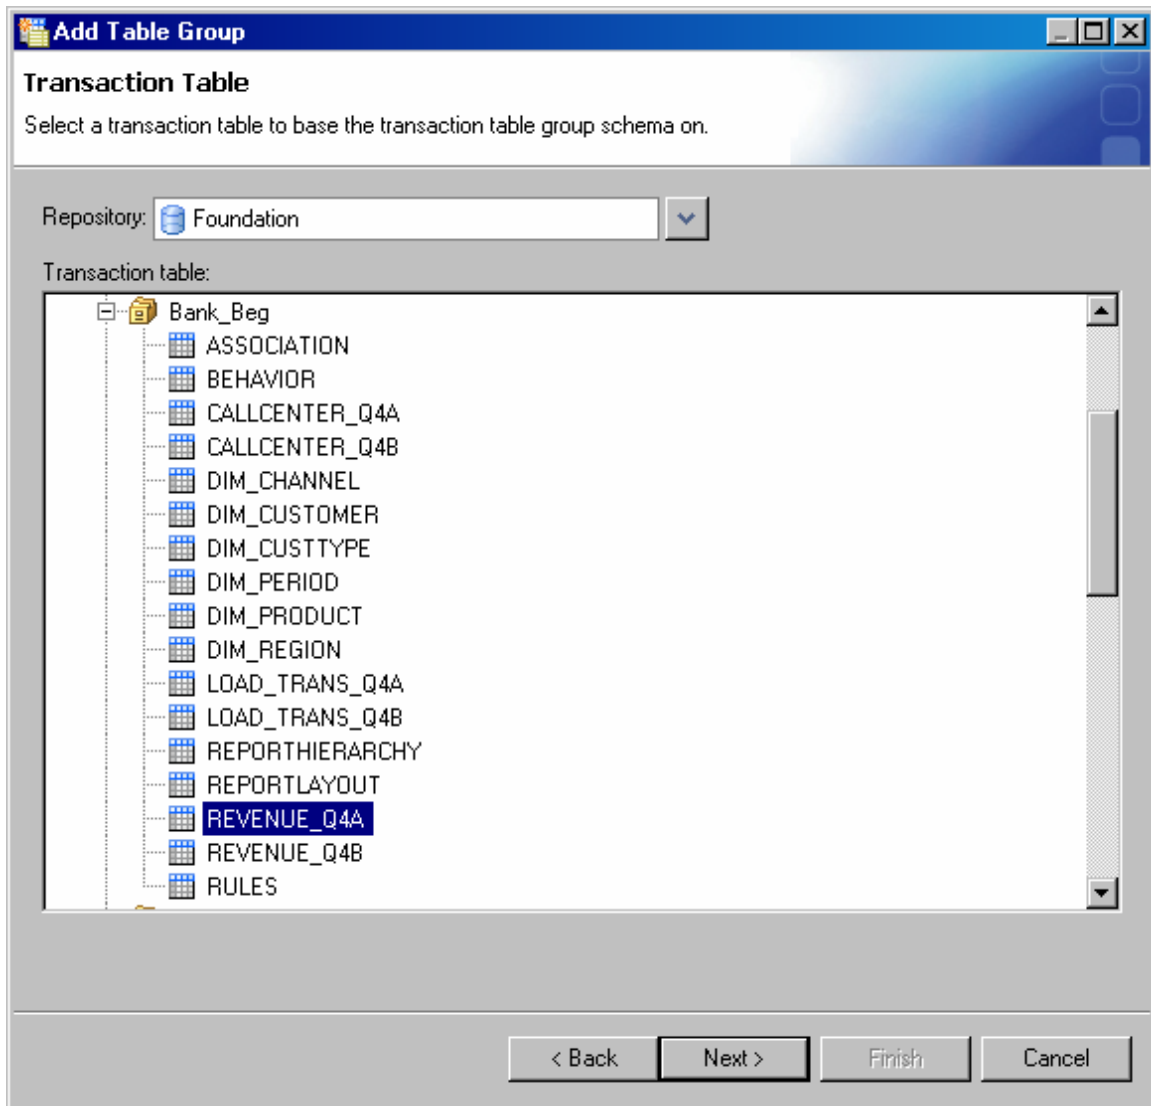 Add Table Group
Transaction Table
Select a transaction table to base the transaction table group schema on.
Repository: Foundation
Transaction table:
Bank_Beg
ASSOCIATION
BEHAVIOR
CALLCENTER_Q4A
CALLCENTER_Q4B
DIM_CHANNEL
DIM_CUSTOMER
DIM_CUSTTYPE
DIM_PERIOD
DIM_PRODUCT
DIM_REGION
LOAD_TRANS_Q4A
LOAD_TRANS_Q4B
REPORTHIERARCHY
REPORTLAYOUT
REVENUE_Q4A
REVENUE_Q4B
RULES
< Back Next > Finish Cancel